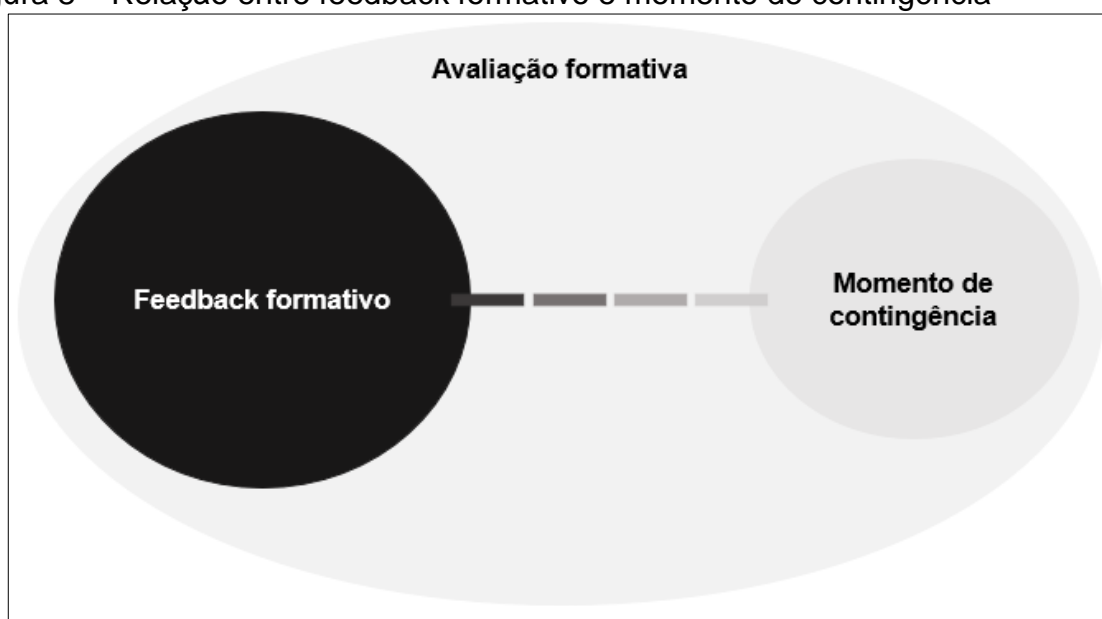 Relação entre feedback formativo e momento de contingência
Avaliação formativa
Feedback formativo
Momento de
contingência